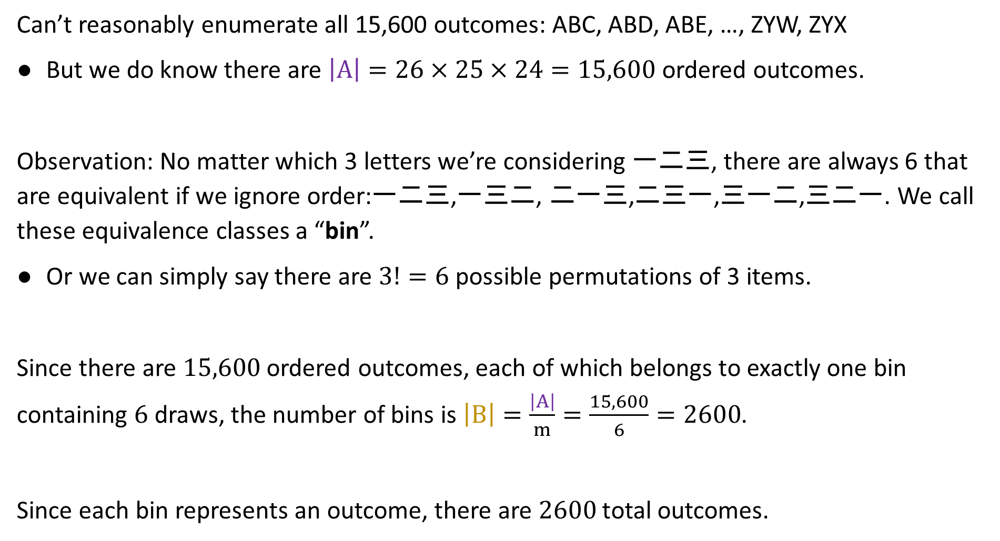 Can’t reasonably enumerate all 15,600 outcomes: ABC, ABD, ABE, …, ZYW, ZYX
● But we do know there are |A| = 26 × 25 × 24 = 15,600 ordered outcomes.
Observation: No matter which 3 letters we’re considering 一二三, there are always 6 that
are equivalent if we ignore order:一二三,一三二, 二一三,二三一,三一二,三二一. We call
these equivalence classes a “bin”.
● Or we can simply say there are 3! = 6 possible permutations of 3 items.
Since there are 15,600 ordered outcomes, each of which belongs to exactly one bin
containing 6 draws, the number of bins is |B| = |A|/m = 15,600/6 = 2600.
Since each bin represents an outcome, there are 2600 total outcomes.